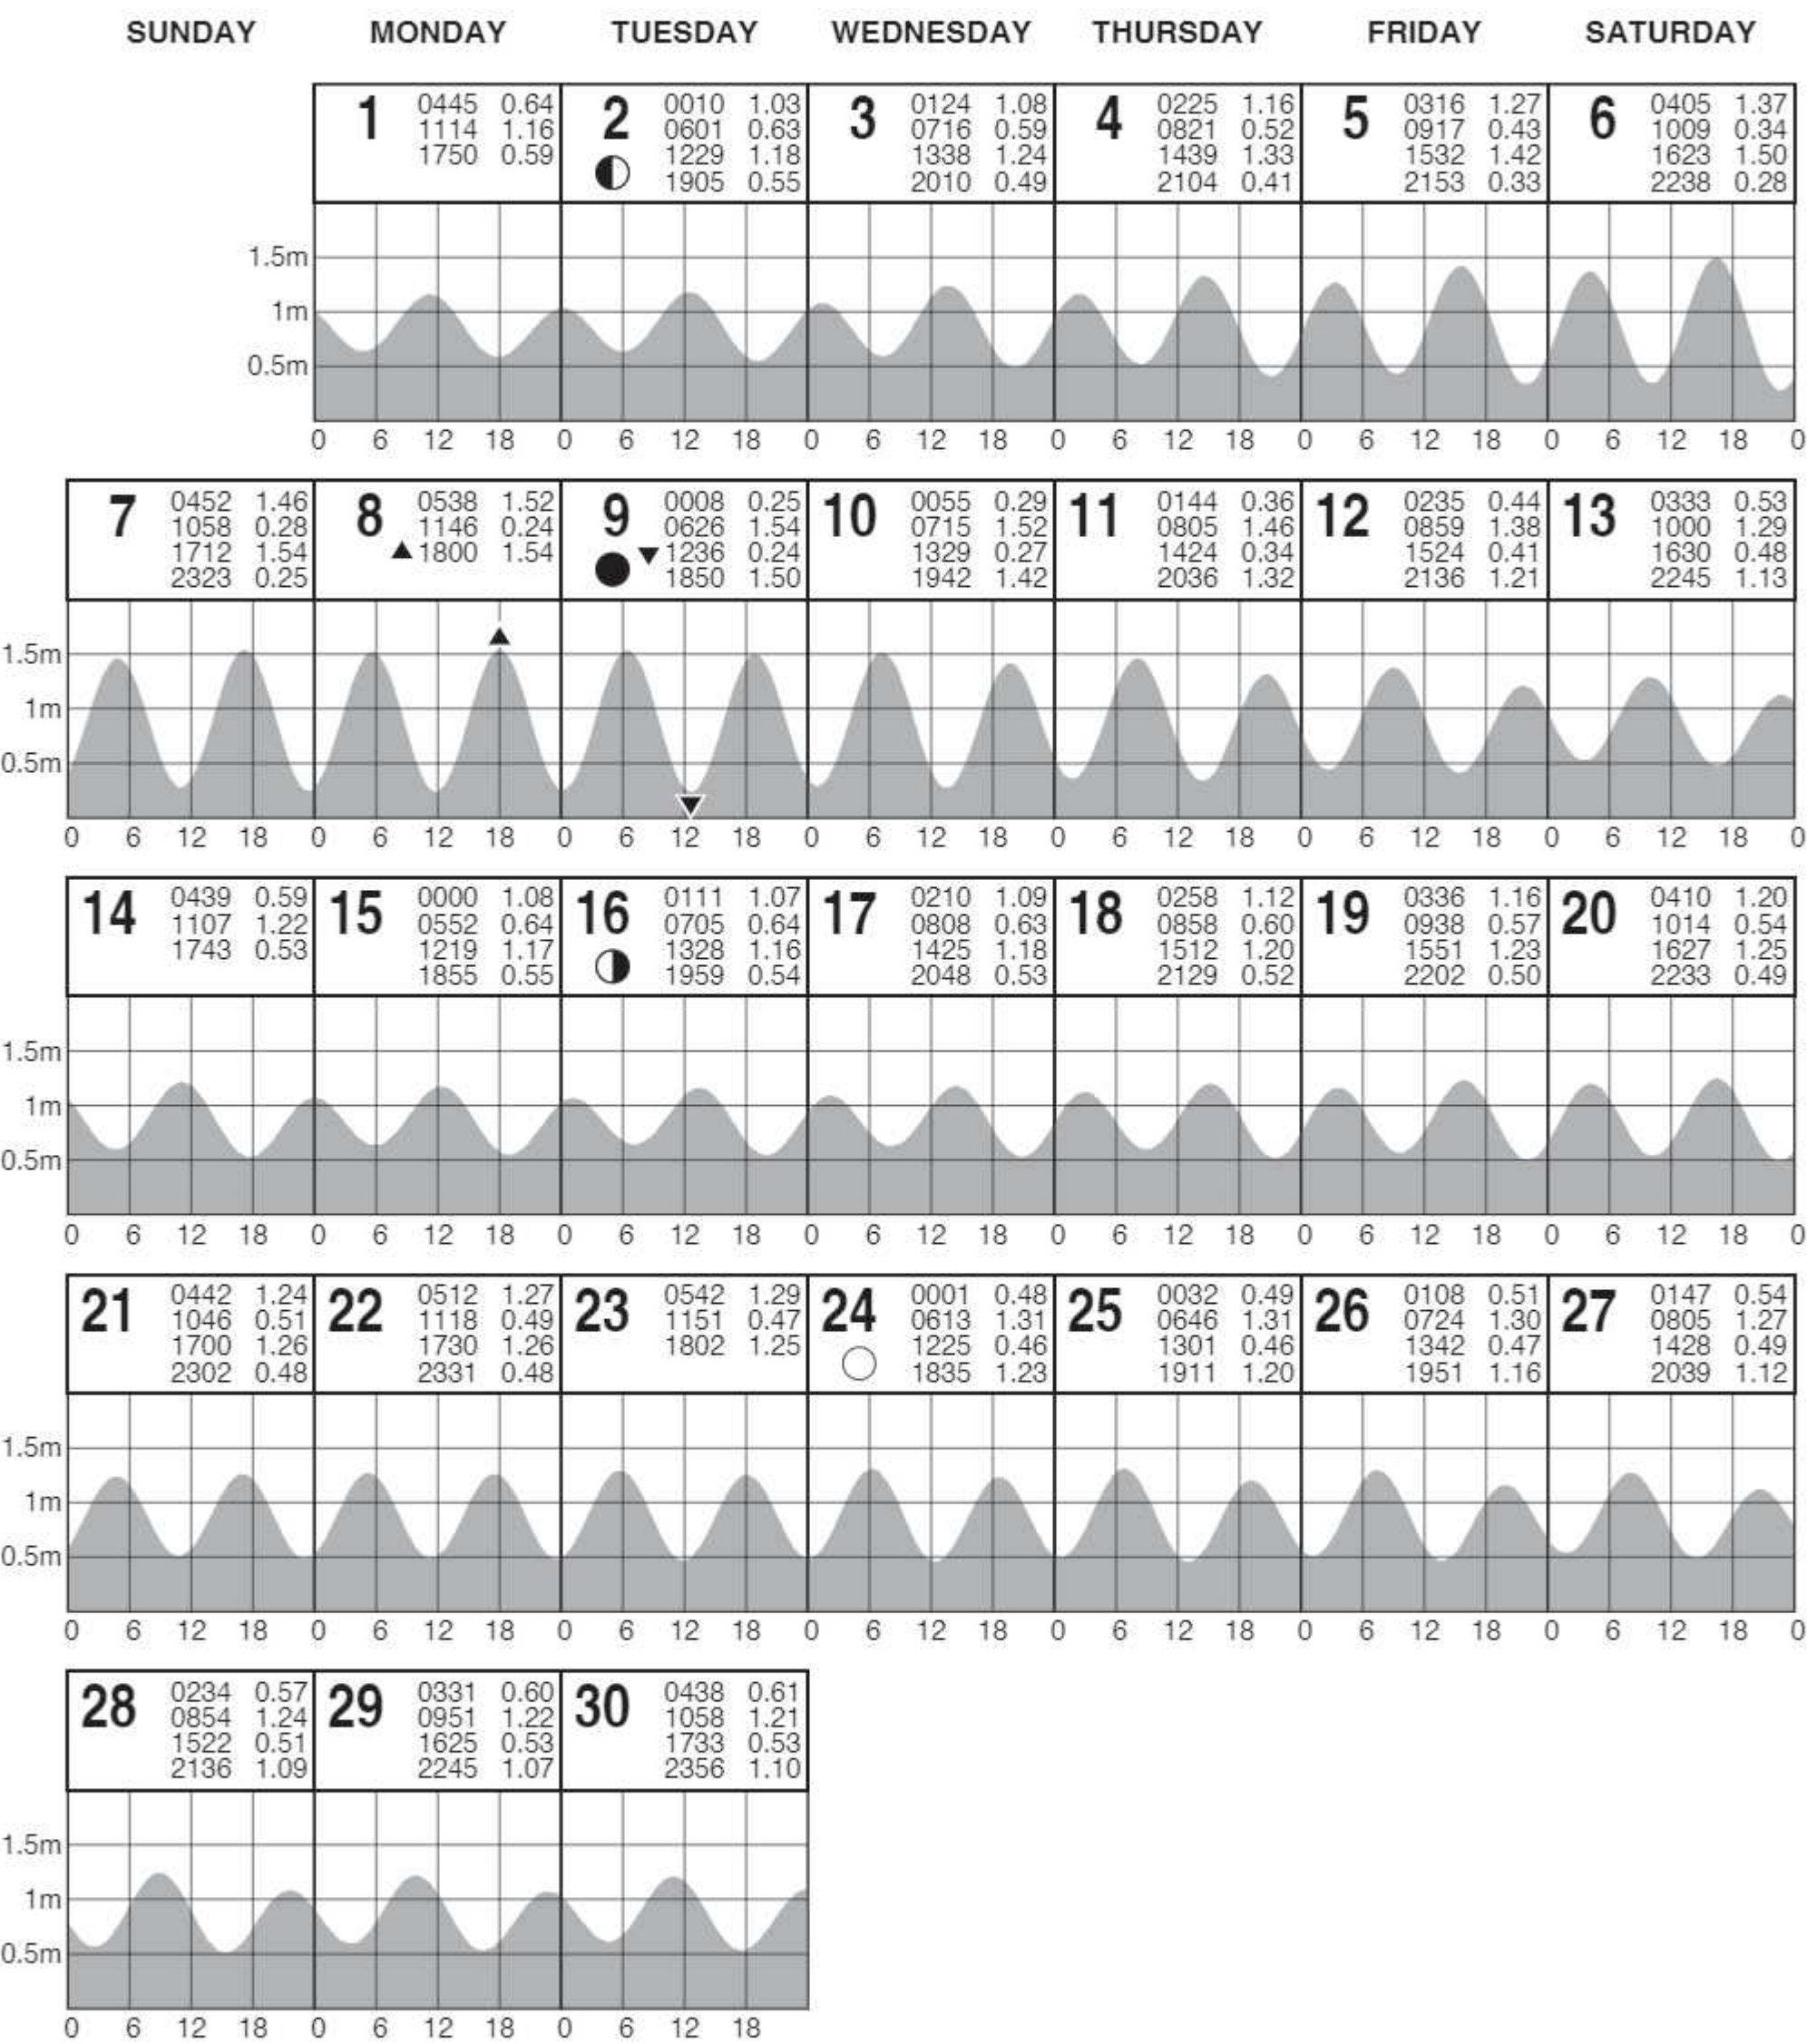 SUNDAY MONDAY TUESDAY WEDNESDAY THURSDAY FRIDAY SATURDAY
1 0445 0.64
1114 1.16
1750 0.59
2 0010 1.03
0601 0.63
1229 1.18
1905 0.55
3 0124 1.08
0716 0.59
1338 1.24
2010 0.49
4 0225 1.16
0821 0.52
1439 1.33
2104 0.41
5 0316 1.27
0917 0.43
1532 1.42
2153 0.33
6 0405 1.37
1009 0.34
1623 1.50
2238 0.28
1.5m
1m
0.5m
0 6 12 18 0 6 12 18 0 6 12 18 0 6 12 18 0 6 12 18 0 6 12 18 0
7 0452 1.46
1058 0.28
1712 1.54
2323 0.25
8 0538 1.52
1146 0.24
▲1800 1.54
9 0008 0.25
0626 1.54
▼1236 0.24
1850 1.50
10 0055 0.29
0715 1.52
1329 0.27
1942 1.42
11 0144 0.36
0805 1.46
1424 0.34
2036 1.32
12 0235 0.44
0859 1.38
1524 0.41
2136 1.21
13 0333 0.53
1000 1.29
1630 0.48
2245 1.13
1.5m
1m
0.5m
0 6 12 18 0 6 12 18 0 6 12 18 0 6 12 18 0 6 12 18 0 6 12 18 0 6 12 18 0
14 0439 0.59
1107 1.22
1743 0.53
15 0000 1.08
0552 0.64
1219 1.17
1855 0.55
16 0111 1.07
0705 0.64
1328 1.16
1959 0.54
17 0210 1.09
0808 0.63
1425 1.18
2048 0.53
18 0258 1.12
0858 0.60
1512 1.20
2129 0.52
19 0336 1.16
0938 0.57
1551 1.23
2202 0.50
20 0410 1.20
1014 0.54
1627 1.25
2233 0.49
1.5m
1m
0.5m
0 6 12 18 0 6 12 18 0 6 12 18 0 6 12 18 0 6 12 18 0 6 12 18 0 6 12 18 0
21 0442 1.24
1046 0.51
1700 1.26
2302 0.48
22 0512 1.27
1118 0.49
1730 1.26
2331 0.48
23 0542 1.29
1151 0.47
1802 1.25
24 0001 0.48
0613 1.31
1225 0.46
1835 1.23
25 0032 0.49
0646 1.31
1301 0.46
1911 1.20
26 0108 0.51
0724 1.30
1342 0.47
1951 1.16
27 0147 0.54
0805 1.27
1428 0.49
2039 1.12
1.5m
1m
0.5m
0 6 12 18 0 6 12 18 0 6 12 18 0 6 12 18 0 6 12 18 0 6 12 18 0 6 12 18 0
28 0234 0.57
0854 1.24
1522 0.51
2136 1.09
29 0331 0.60
0951 1.22
1625 0.53
2245 1.07
30 0438 0.61
1058 1.21
1733 0.53
2356 1.10
1.5m
1m
0.5m
0 6 12 18 0 6 12 18 0 6 12 18